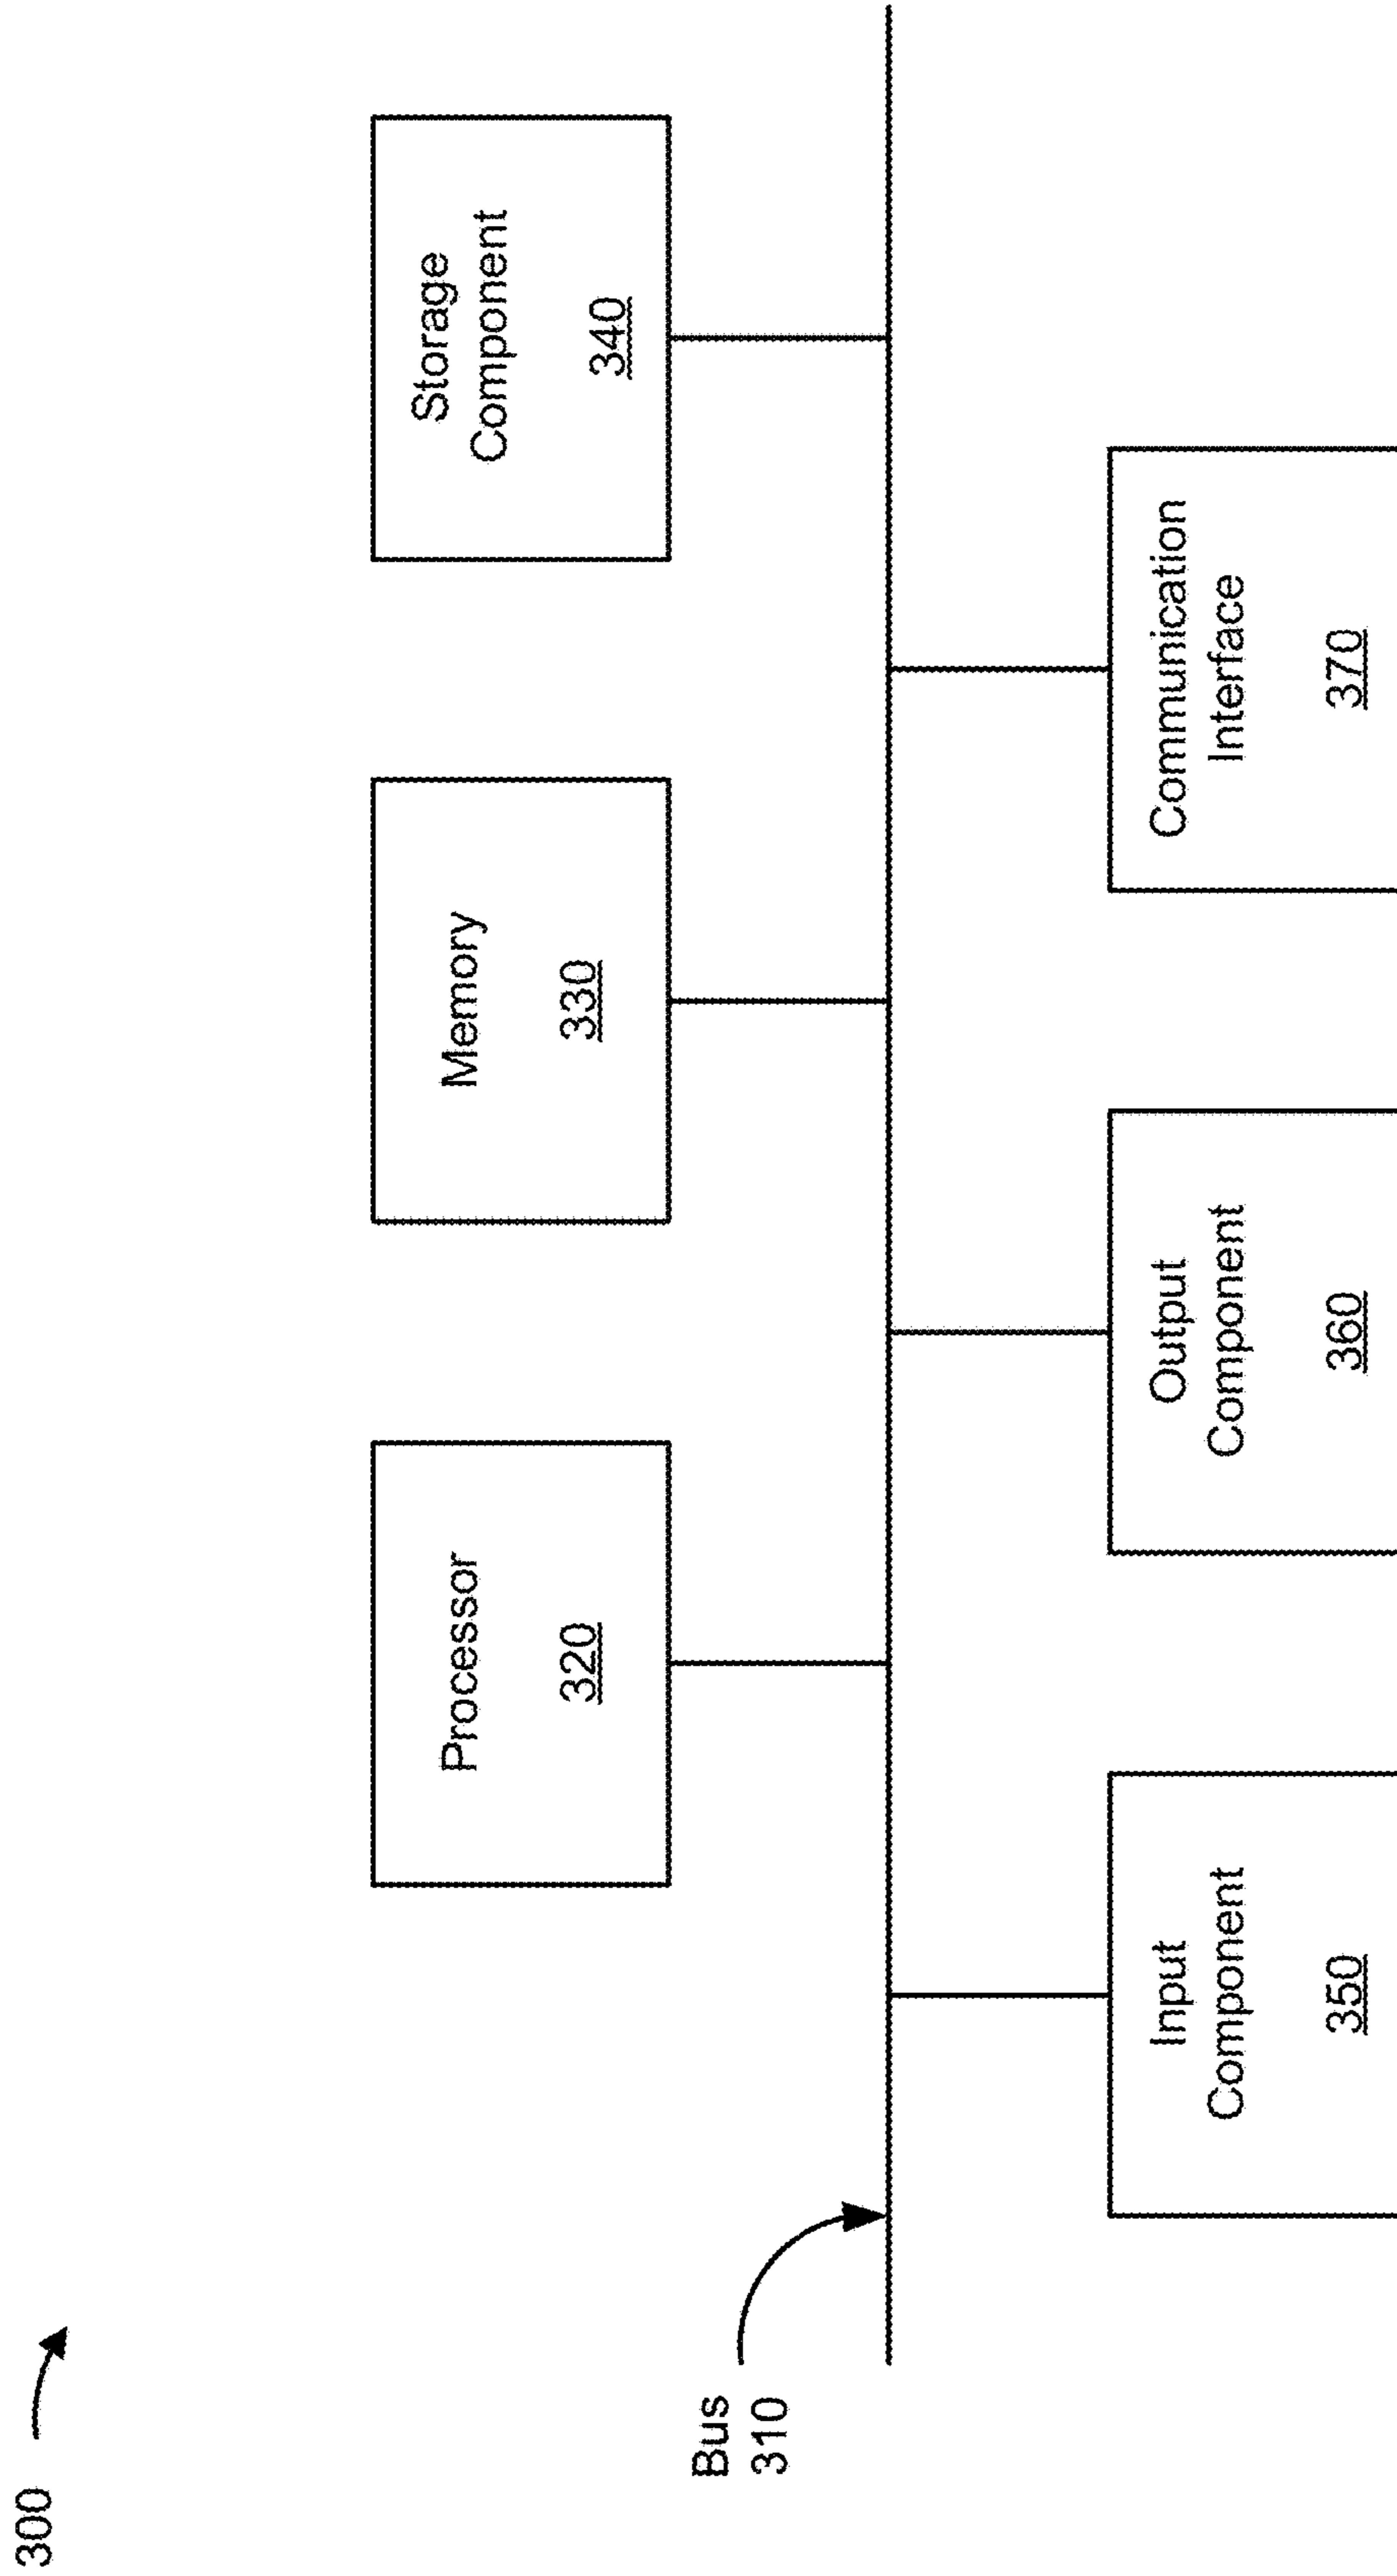 300
Processor
320
Memory
330
Storage
Component
340
Bus
310
Input
Component
350
Output
Component
360
Communication
Interface
370